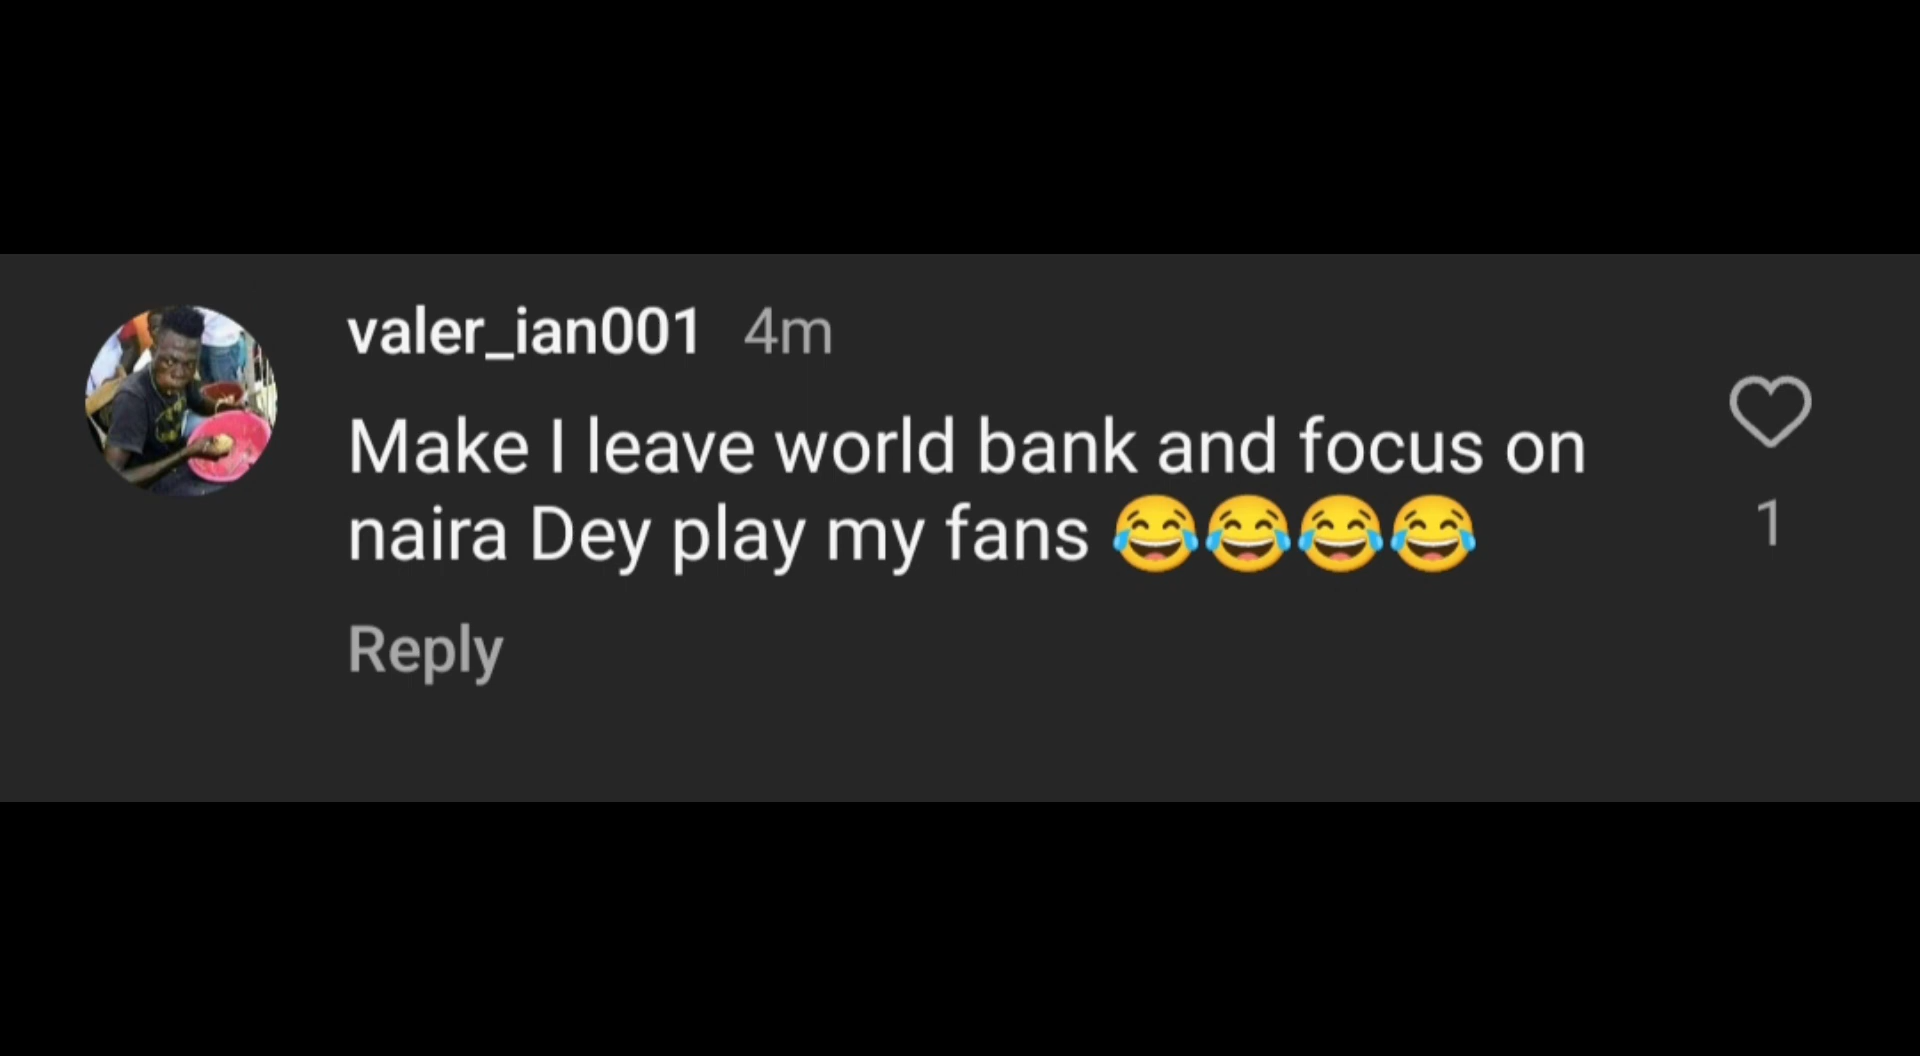 valer_ian001 4m
Make I leave world bank and focus on
naira Dey play my fans 😂😂😂😂
1
Reply